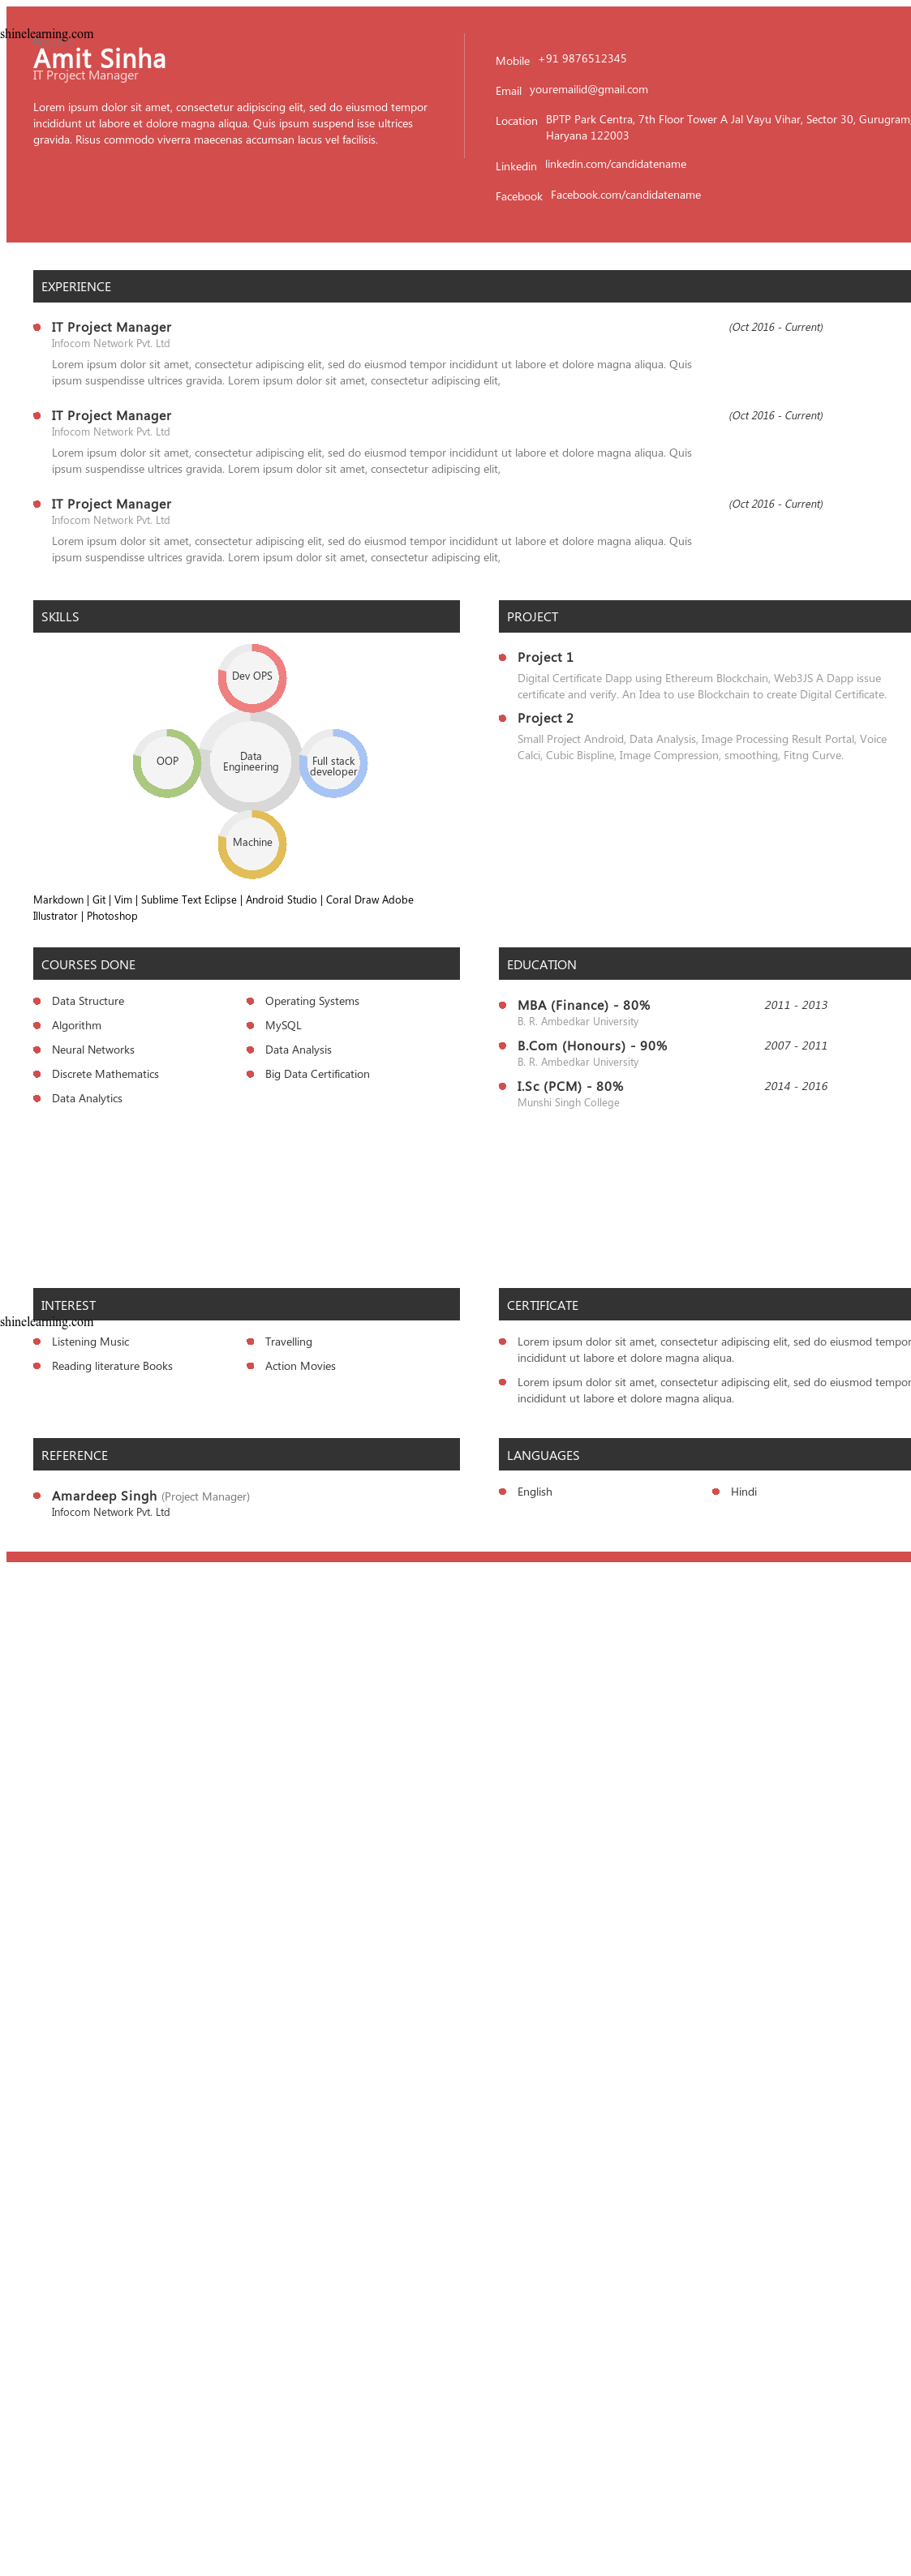 shinelearning.com
Amit Sinha
IT Project Manager
Lorem ipsum dolor sit amet, consectetur adipiscing elit, sed do eiusmod tempor
incididunt ut labore et dolore magna aliqua. Quis ipsum suspend isse ultrices
gravida. Risus commodo viverra maecenas accumsan lacus vel facilisis.
Mobile +91 9876512345
Email youremailid@gmail.com
Location BPTP Park Centra, 7th Floor Tower A Jal Vayu Vihar, Sector 30, Gurugram,
Haryana 122003
Linkedin linkedin.com/candidatename
Facebook Facebook.com/candidatename
EXPERIENCE
IT Project Manager (Oct 2016 - Current)
Infocom Network Pvt. Ltd
Lorem ipsum dolor sit amet, consectetur adipiscing elit, sed do eiusmod tempor incididunt ut labore et dolore magna aliqua. Quis
ipsum suspendisse ultrices gravida. Lorem ipsum dolor sit amet, consectetur adipiscing elit,
IT Project Manager (Oct 2016 - Current)
Infocom Network Pvt. Ltd
Lorem ipsum dolor sit amet, consectetur adipiscing elit, sed do eiusmod tempor incididunt ut labore et dolore magna aliqua. Quis
ipsum suspendisse ultrices gravida. Lorem ipsum dolor sit amet, consectetur adipiscing elit,
IT Project Manager (Oct 2016 - Current)
Infocom Network Pvt. Ltd
Lorem ipsum dolor sit amet, consectetur adipiscing elit, sed do eiusmod tempor incididunt ut labore et dolore magna aliqua. Quis
ipsum suspendisse ultrices gravida. Lorem ipsum dolor sit amet, consectetur adipiscing elit,
SKILLS
Dev OPS
OOP
Data
Engineering
Full stack
developer
Machine
Markdown | Git | Vim | Sublime Text Eclipse | Android Studio | Coral Draw Adobe
Illustrator | Photoshop
PROJECT
Project 1
Digital Certificate Dapp using Ethereum Blockchain, Web3JS A Dapp issue
certificate and verify. An Idea to use Blockchain to create Digital Certificate.
Project 2
Small Project Android, Data Analysis, Image Processing Result Portal, Voice
Calci, Cubic Bispline, Image Compression, smoothing, Fitng Curve.
COURSES DONE
Data Structure
Algorithm
Neural Networks
Discrete Mathematics
Data Analytics
Operating Systems
MySQL
Data Analysis
Big Data Certification
EDUCATION
MBA (Finance) - 80% 2011 - 2013
B. R. Ambedkar University
B.Com (Honours) - 90% 2007 - 2011
B. R. Ambedkar University
I.Sc (PCM) - 80% 2014 - 2016
Munshi Singh College
INTEREST
shinelearning.com
Listening Music
Reading literature Books
Travelling
Action Movies
CERTIFICATE
Lorem ipsum dolor sit amet, consectetur adipiscing elit, sed do eiusmod tempor
incididunt ut labore et dolore magna aliqua.
Lorem ipsum dolor sit amet, consectetur adipiscing elit, sed do eiusmod tempor
incididunt ut labore et dolore magna aliqua.
REFERENCE
Amardeep Singh (Project Manager)
Infocom Network Pvt. Ltd
LANGUAGES
English
Hindi